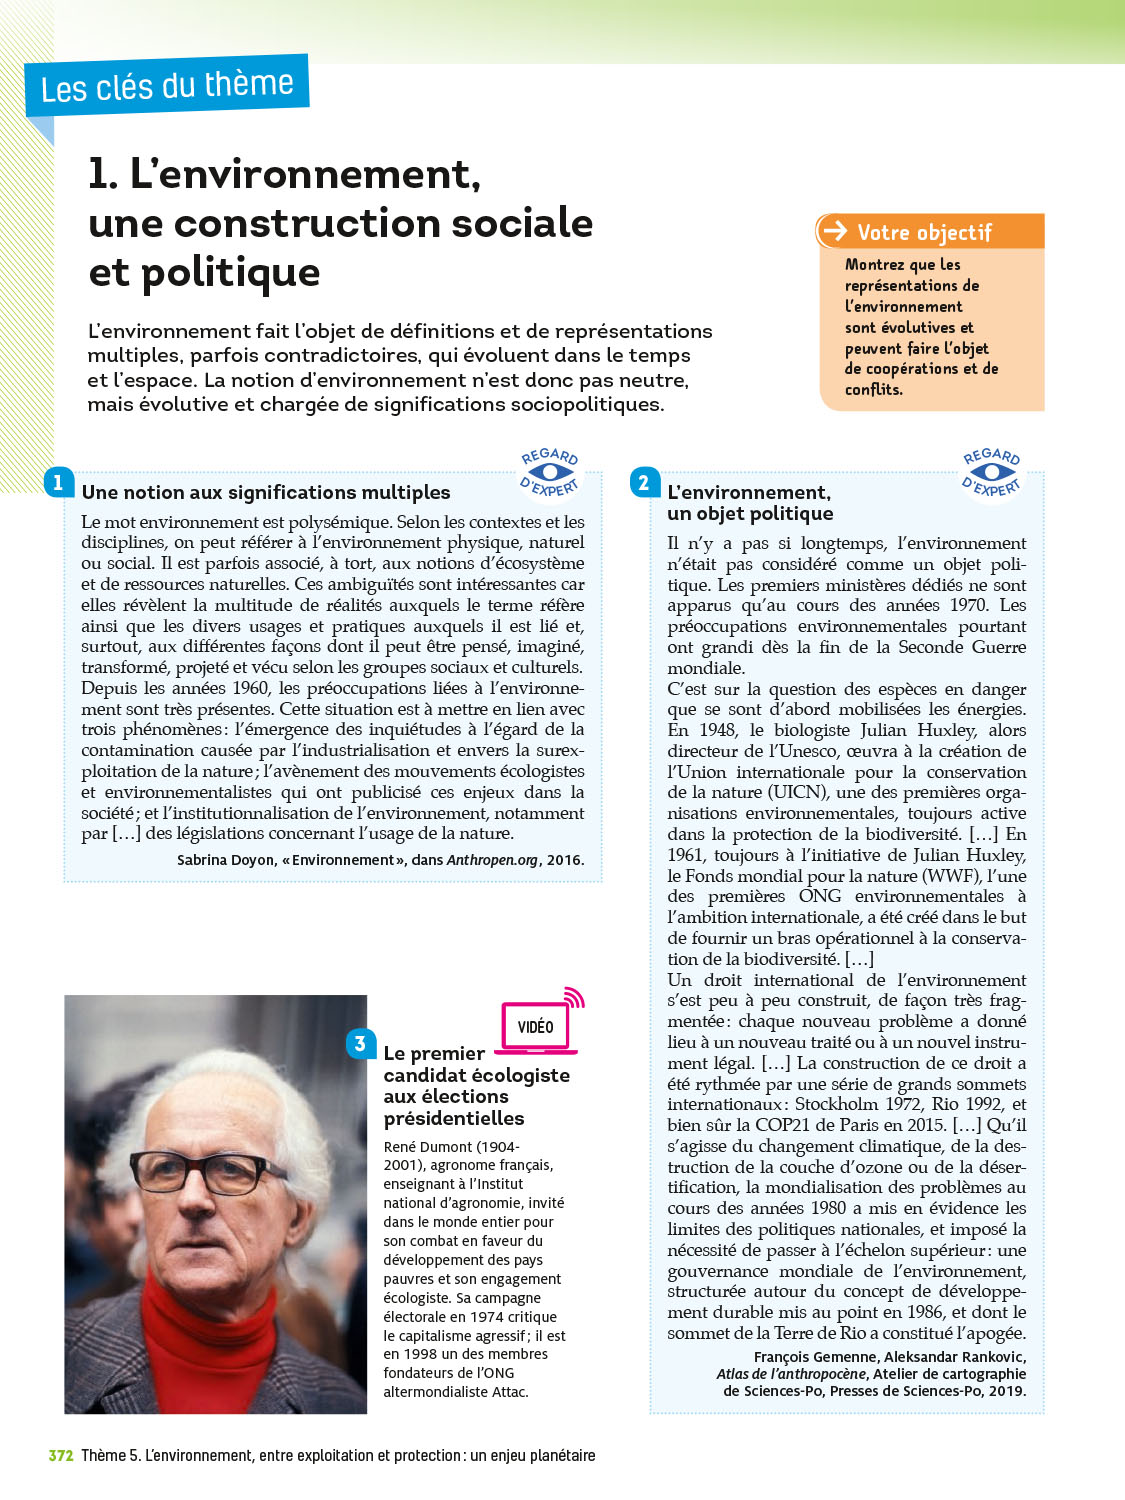 Les clés du thème
1. L’environnement,
une construction sociale
et politique
L’environnement fait l’objet de définitions et de représentations
multiples, parfois contradictoires, qui évoluent dans le temps
et l’espace. La notion d’environnement n’est donc pas neutre,
mais évolutive et chargée de significations sociopolitiques.
Votre objectif
Montrez que les
représentations de
l’environnement
sont évolutives et
peuvent faire l’objet
de coopérations et de
conflits.
REGARD
D’EXPERT
1
Une notion aux significations multiples
Le mot environnement est polysémique. Selon les contextes et les
disciplines, on peut référer à l’environnement physique, naturel
ou social. Il est parfois associé, à tort, aux notions d’écosystème
et de ressources naturelles. Ces ambiguïtés sont intéressantes car
elles révèlent la multitude de réalités auxquels le terme réfère
ainsi que les divers usages et pratiques auxquels il est lié et,
surtout, aux différentes façons dont il peut être pensé, imaginé,
transformé, projeté et vécu selon les groupes sociaux et culturels.
Depuis les années 1960, les préoccupations liées à l’environne-
ment sont très présentes. Cette situation est à mettre en lien avec
trois phénomènes : l’émergence des inquiétudes à l’égard de la
contamination causée par l’industrialisation et envers la surex-
ploitation de la nature ; l’avènement des mouvements écologistes
et environnementalistes qui ont publicisé ces enjeux dans la
société ; et l’institutionnalisation de l’environnement, notamment
par […] des législations concernant l’usage de la nature.
Sabrina Doyon, « Environnement », dans Anthropen.org, 2016.
REGARD
D’EXPERT
2
L’environnement,
un objet politique
Il n’y a pas si longtemps, l’environnement
n’était pas considéré comme un objet poli-
tique. Les premiers ministères dédiés ne sont
apparus qu’au cours des années 1970. Les
préoccupations environnementales pourtant
ont grandi dès la fin de la Seconde Guerre
mondiale.
C’est sur la question des espèces en danger
que se sont d’abord mobilisées les énergies.
En 1948, le biologiste Julian Huxley, alors
directeur de l’Unesco, œuvra à la création de
l’Union internationale pour la conservation
de la nature (UICN), une des premières orga-
nisations environnementales, toujours active
dans la protection de la biodiversité. […] En
1961, toujours à l’initiative de Julian Huxley,
le Fonds mondial pour la nature (WWF), l’une
des premières ONG environnementales à
l’ambition internationale, a été créé dans le but
de fournir un bras opérationnel à la conserva-
tion de la biodiversité. […]
Un droit international de l’environnement
s’est peu à peu construit, de façon très frag-
mentée : chaque nouveau problème a donné
lieu à un nouveau traité ou à un nouvel instru-
ment légal. […] La construction de ce droit a
été rythmée par une série de grands sommets
internationaux : Stockholm 1972, Rio 1992, et
bien sûr la COP21 de Paris en 2015. […] Qu’il
s’agisse du changement climatique, de la des-
truction de la couche d’ozone ou de la déser-
tification, la mondialisation des problèmes au
cours des années 1980 a mis en évidence les
limites des politiques nationales, et imposé la
nécessité de passer à l’échelon supérieur : une
gouvernance mondiale de l’environnement,
structurée autour du concept de développe-
ment durable mis au point en 1986, et dont le
sommet de la Terre de Rio a constitué l’apogée.
François Gemenne, Aleksandar Rankovic,
Atlas de l’anthropocène, Atelier de cartographie
de Sciences-Po, Presses de Sciences-Po, 2019.
VIDÉO
3
Le premier
candidat écologiste
aux élections
présidentielles
René Dumont (1904-
2001), agronome français,
enseignant à l’Institut
national d’agronomie, invité
dans le monde entier pour
son combat en faveur du
développement des pays
pauvres et son engagement
écologiste. Sa campagne
électorale en 1974 critique
le capitalisme agressif ; il est
en 1998 un des membres
fondateurs de l’ONG
altermondialiste Attac.
372 Thème 5. L’environnement, entre exploitation et protection : un enjeu planétaire